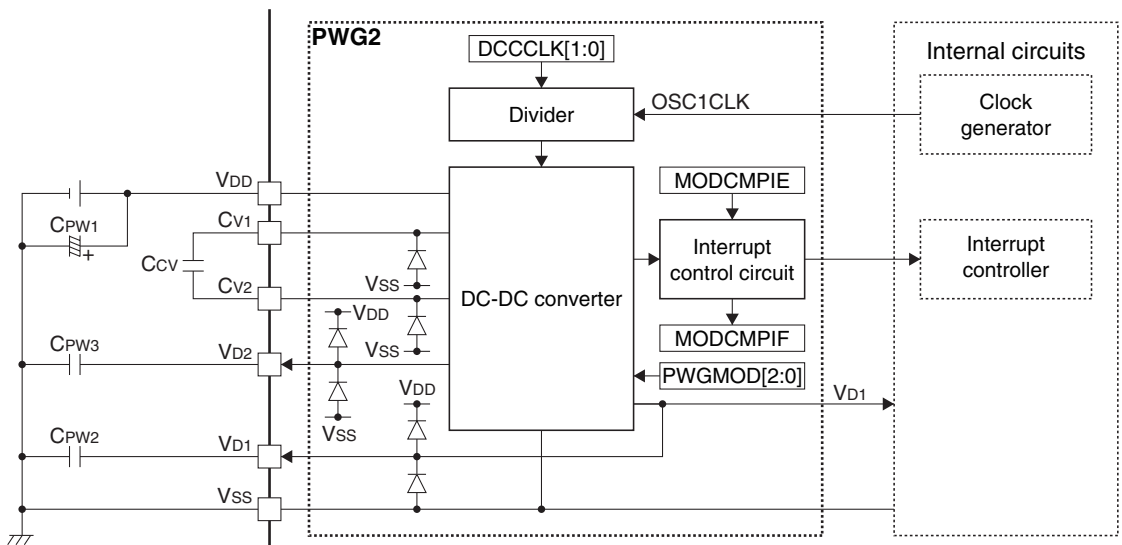 PWG2
DCCCLK[1:0]
Internal circuits
Divider
OSC1CLK
Clock
generator
VDD
MODCMPIE
CPW1
+
CV1
CCV
VSS
DC-DC converter
Interrupt
control circuit
Interrupt
controller
CV2
VDD
VSS
MODCMPIF
CPW3
VD2
PWGMOD[2:0]
VDD
VD1
VSS
CPW2
VD1
VSS